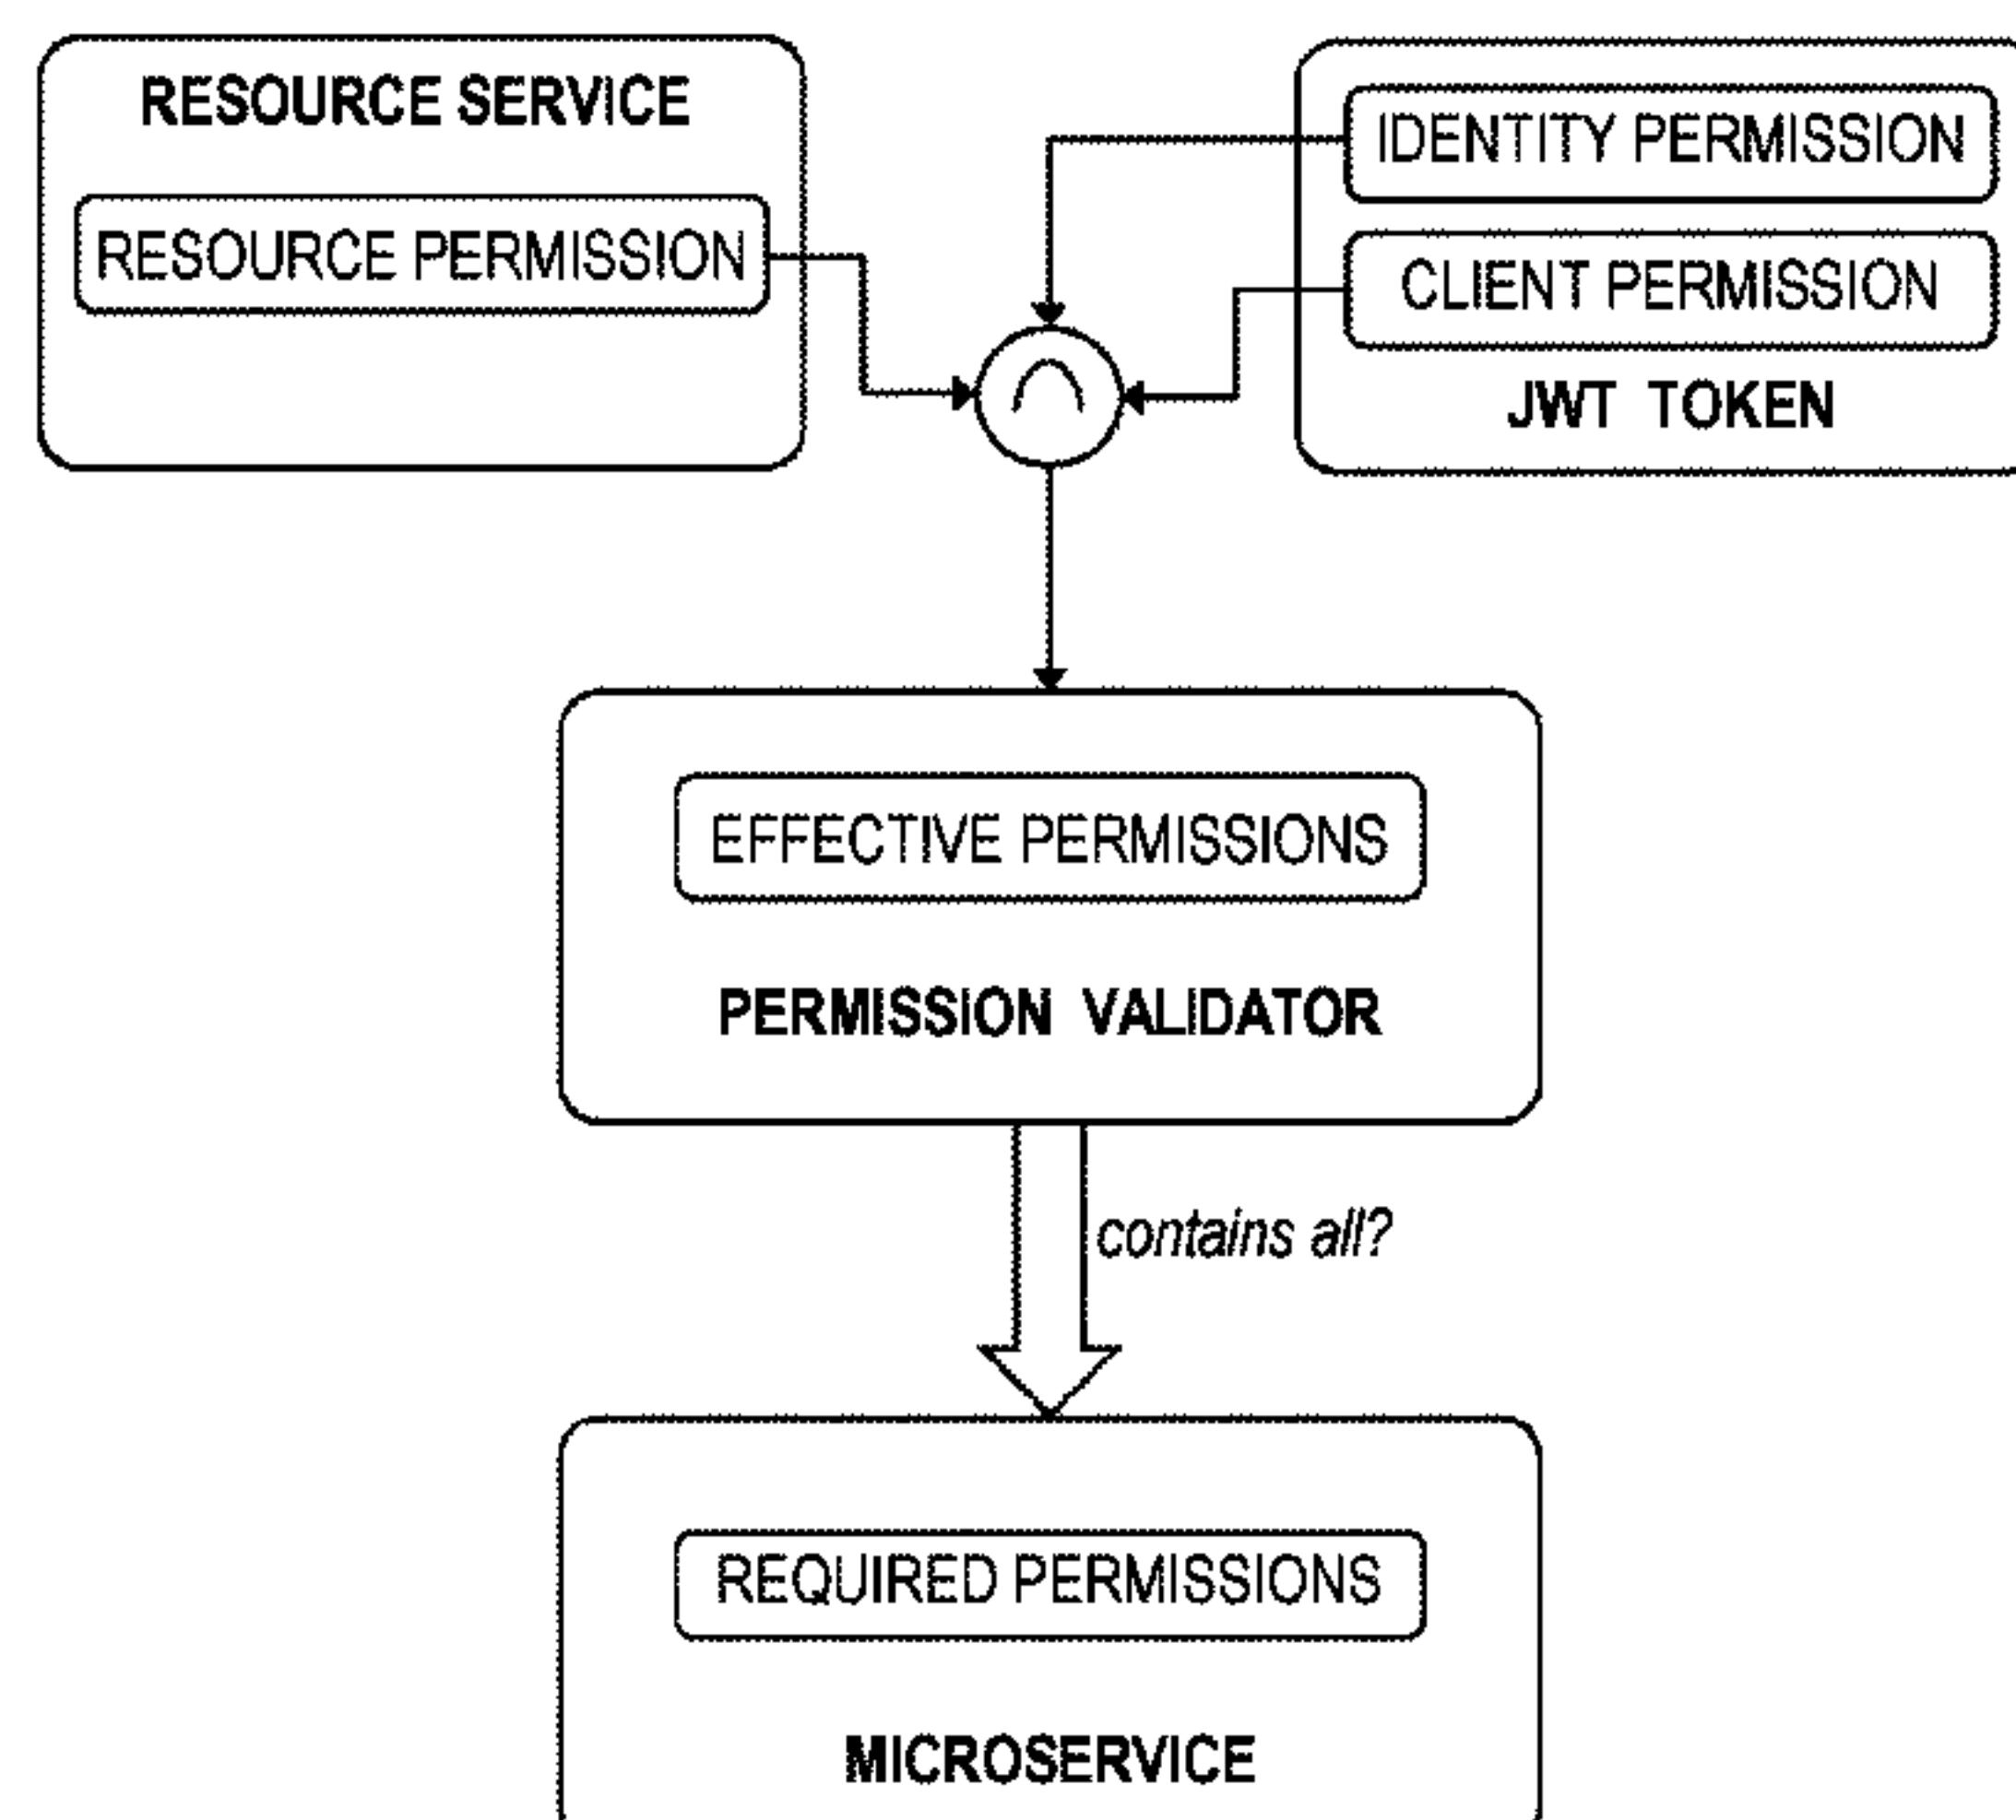 RESOURCE SERVICE
RESOURCE PERMISSION
IDENTITY PERMISSION
CLIENT PERMISSION
JWT TOKEN
EFFECTIVE PERMISSIONS
PERMISSION VALIDATOR
contains all?
REQUIRED PERMISSIONS
MICROSERVICE